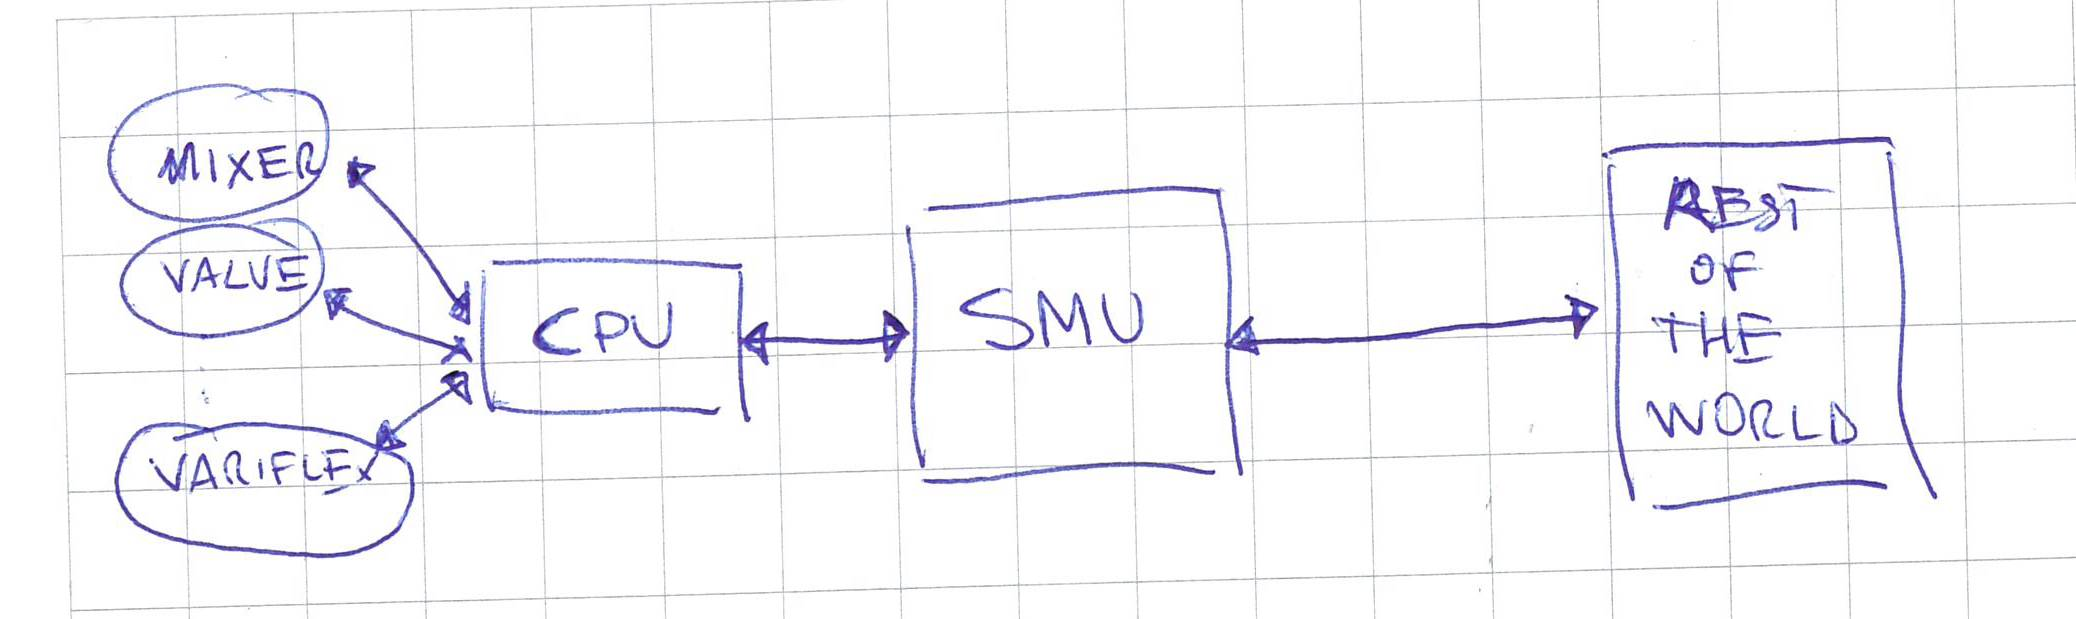 MIXER
VALVE
VARIFLEX
CPU
SMU
REST
OF
THE
WORLD